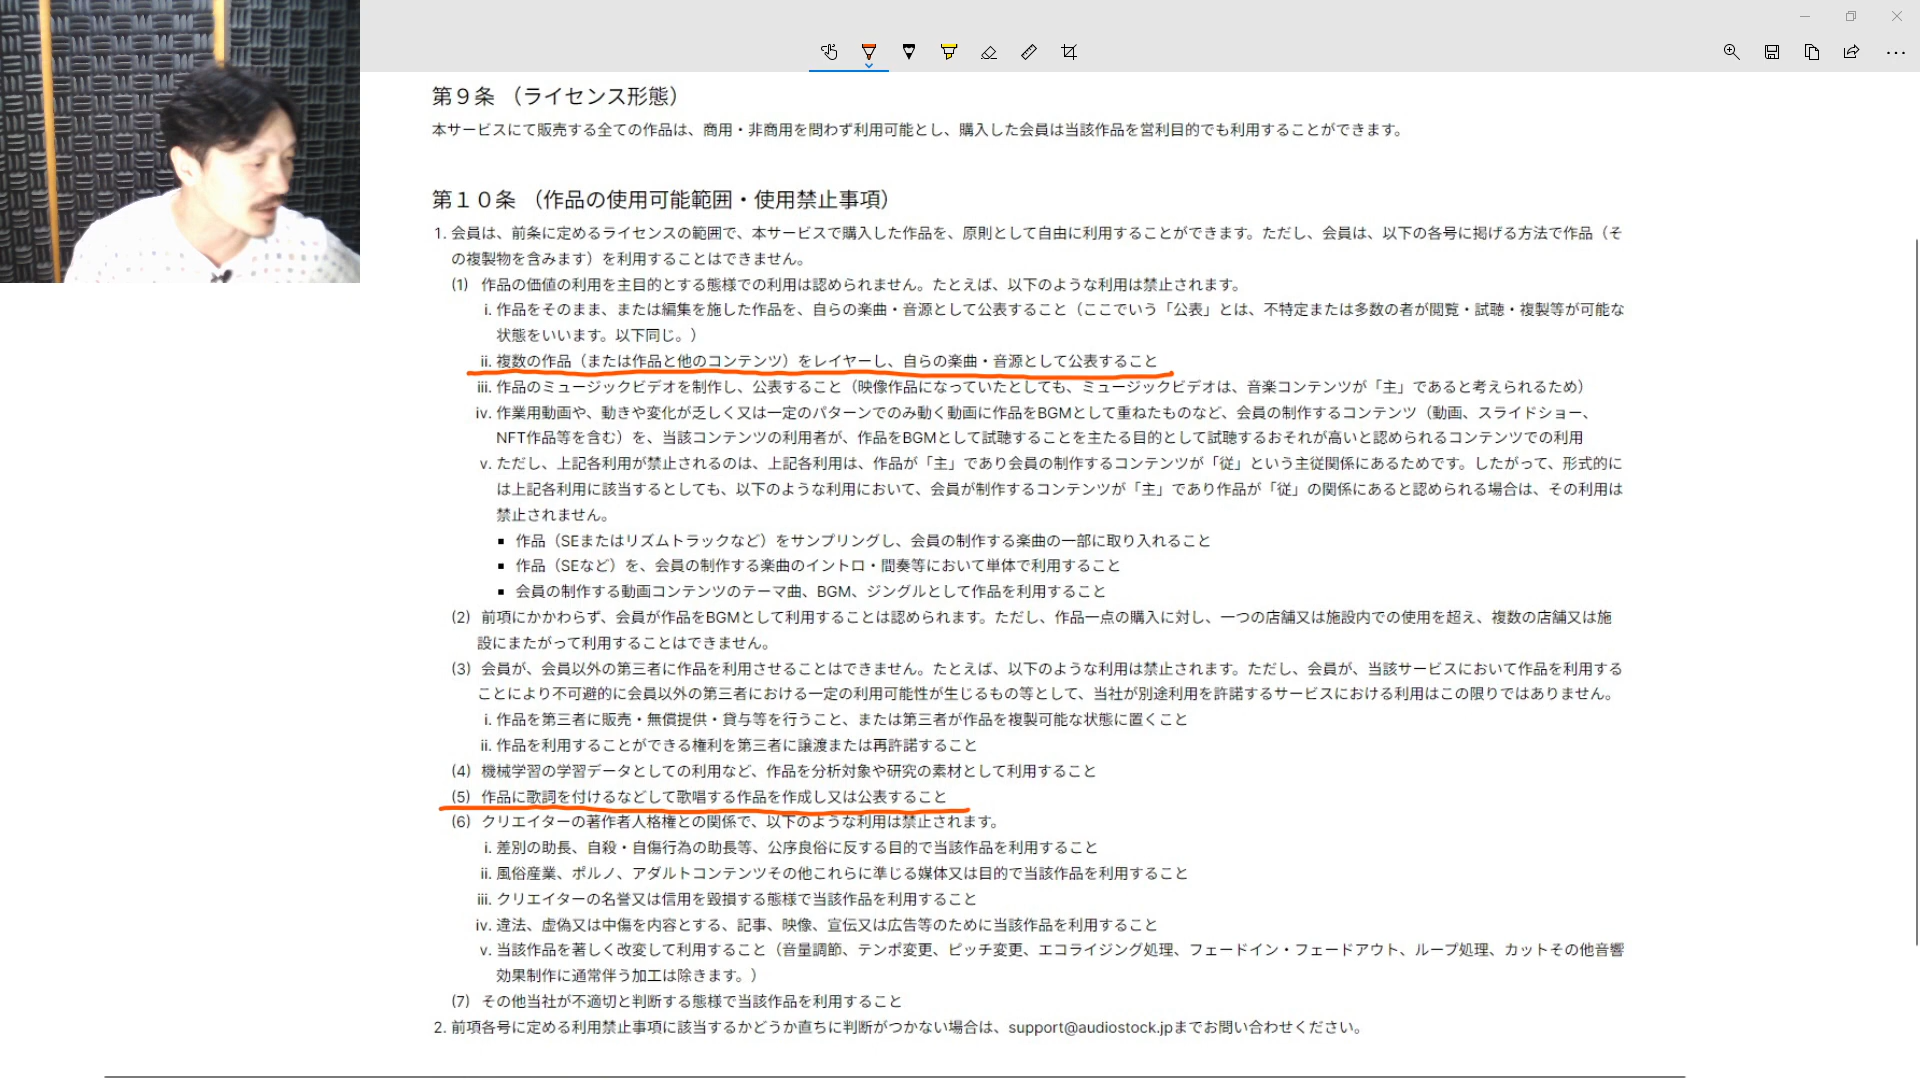 第９条 （ライセンス形態）
本サービスにて販売する全ての作品は、商用・非商用を問わず利用可能とし、購入した会員は当該作品を営利目的でも利用することができます。
第１０条 （作品の使用可能範囲・使用禁止事項）
1. 会員は、前条に定めるライセンスの範囲で、本サービスで購入した作品を、原則として自由に利用することができます。ただし、会員は、以下の各号に掲げる方法で作品（そ
の複製物を含みます）を利用することはできません。
(1) 作品の価値の利用を主目的とする態様での利用は認められません。たとえば、以下のような利用は禁止されます。
i. 作品をそのまま、または編集を施した作品を、自らの楽曲・音源として公表すること（ここでいう「公表」とは、不特定または多数の者が閲覧・試聴・複製等が可能な
状態をいいます。以下同じ。）
ii. 複数の作品（または作品と他のコンテンツ）をレイヤーし、自らの楽曲・音源として公表すること
iii. 作品のミュージックビデオを制作し、公表すること（映像作品になっていたとしても、ミュージックビデオは、音楽コンテンツが「主」であると考えられるため）
iv. 作業用動画や、動きや変化が乏しく又は一定のパターンでのみ動く動画に作品をBGMとして重ねたものなど、会員の制作するコンテンツ（動画、スライドショー、
NFT作品等を含む）を、当該コンテンツの利用者が、作品をBGMとして試聴することを主たる目的として試聴するおそれが高いと認められるコンテンツでの利用
v. ただし、上記各利用が禁止されるのは、上記各利用は、作品が「主」であり会員の制作するコンテンツが「従」という主従関係にあるためです。したがって、形式的に
は上記各利用に該当するとしても、以下のような利用において、会員が制作するコンテンツが「主」であり作品が「従」の関係にあると認められる場合は、その利用は
禁止されません。
▪ 作品（SEまたはリズムトラックなど）をサンプリングし、会員の制作する楽曲の一部に取り入れること
▪ 作品（SEなど）を、会員の制作する楽曲のイントロ・間奏等において単体で利用すること
▪ 会員の制作する動画コンテンツのテーマ曲、BGM、ジングルとして作品を利用すること
(2) 前項にかかわらず、会員が作品をBGMとして利用することは認められます。ただし、作品一点の購入に対し、一つの店舗又は施設内での使用を超え、複数の店舗又は施
設にまたがって利用することはできません。
(3) 会員が、会員以外の第三者に作品を利用させることはできません。たとえば、以下のような利用は禁止されます。ただし、会員が、当該サービスにおいて作品を利用する
ことにより不可避的に会員以外の第三者における一定の利用可能性が生じるもの等として、当社が別途利用を許諾するサービスにおける利用はこの限りではありません。
i. 作品を第三者に販売・無償提供・貸与等を行うこと、または第三者が作品を複製可能な状態に置くこと
ii. 作品を利用することができる権利を第三者に譲渡または再許諾すること
(4) 機械学習の学習データとしての利用など、作品を分析対象や研究の素材として利用すること
(5) 作品に歌詞を付けるなどして歌唱する作品を作成し又は公表すること
(6) クリエイターの著作者人格権との関係で、以下のような利用は禁止されます。
i. 差別の助長、自殺・自傷行為の助長等、公序良俗に反する目的で当該作品を利用すること
ii. 風俗産業、ポルノ、アダルトコンテンツその他これらに準じる媒体又は目的で当該作品を利用すること
iii. クリエイターの名誉又は信用を毀損する態様で当該作品を利用すること
iv. 違法、虚偽又は中傷を内容とする、記事、映像、宣伝又は広告等のために当該作品を利用すること
v. 当該作品を著しく改変して利用すること（音量調節、テンポ変更、ピッチ変更、エコライジング処理、フェードイン・フェードアウト、ループ処理、カットその他音響
効果制作に通常伴う加工は除きます。）
(7) その他当社が不適切と判断する態様で当該作品を利用すること
2. 前項各号に定める利用禁止事項に該当するかどうか直ちに判断がつかない場合は、support@audiostock.jpまでお問い合わせください。